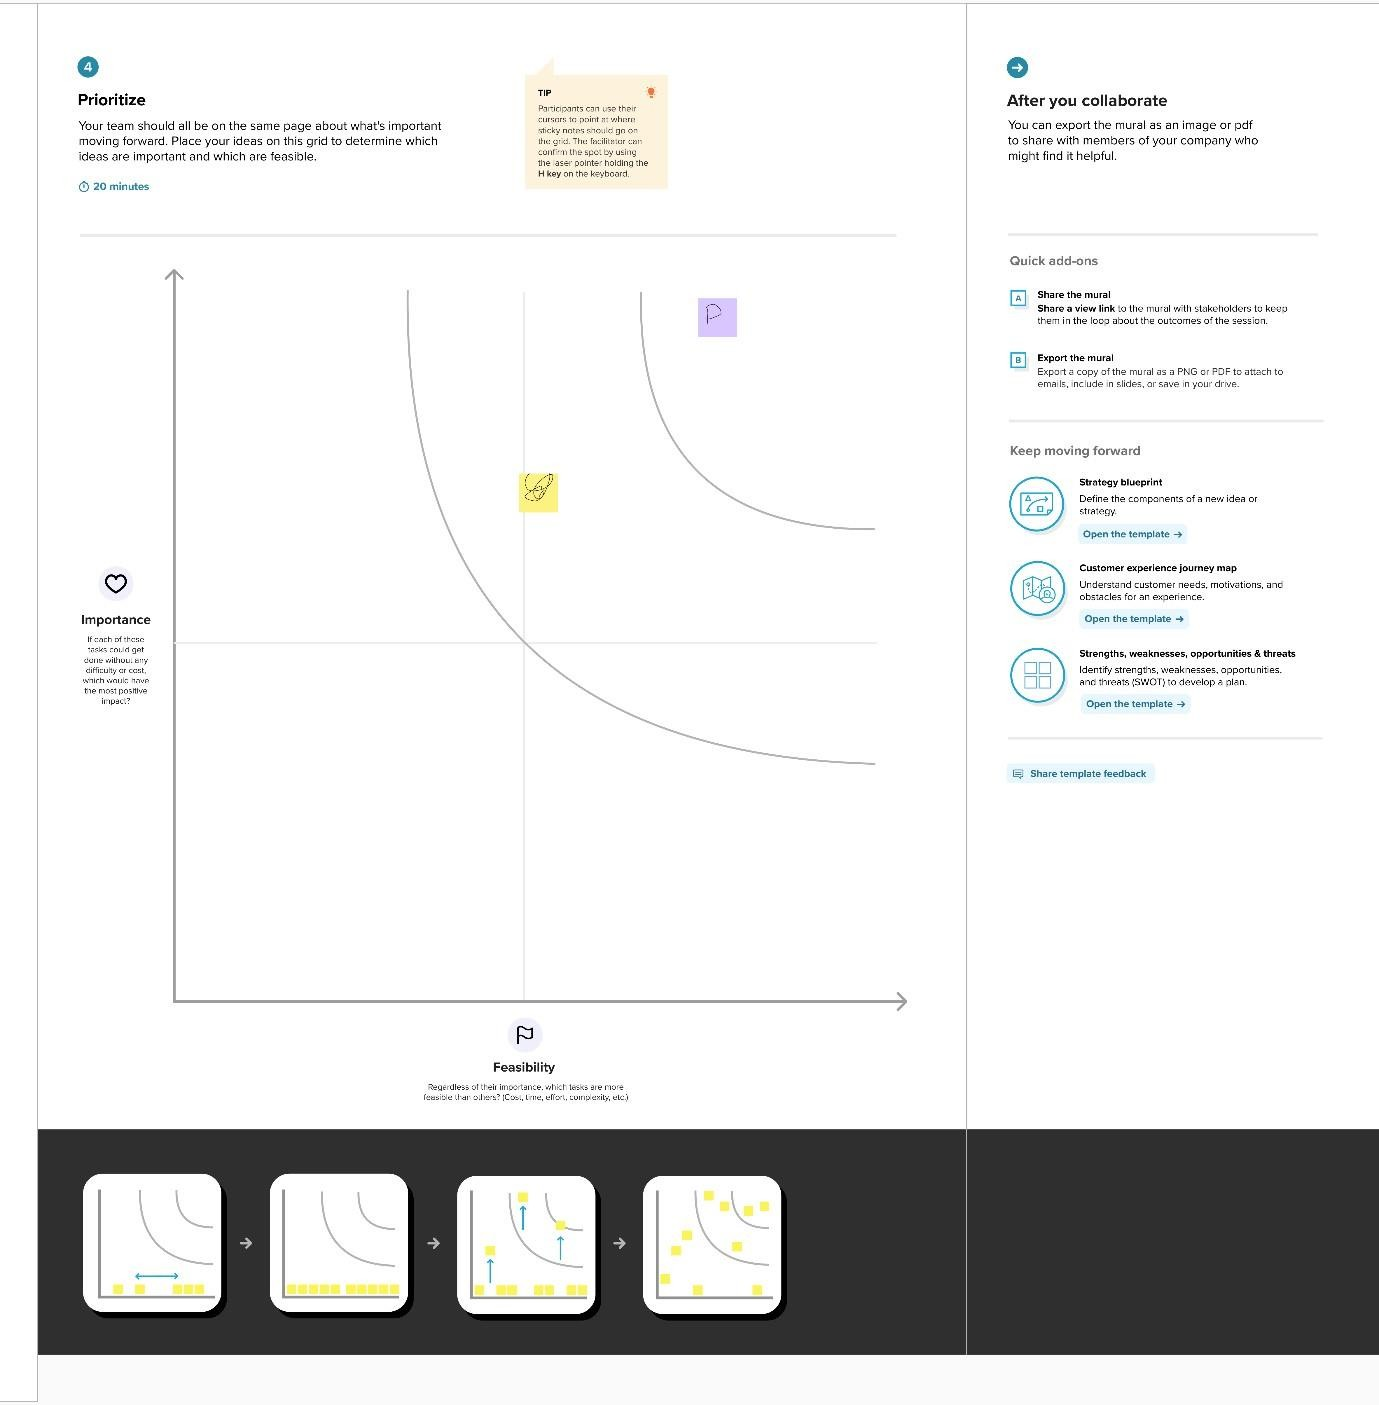 4
Prioritize
Your team should all be on the same page about what's important
moving forward. Place your ideas on this grid to determine which
ideas are important and which are feasible.
20 minutes
TIP
Participants can use their
cursors to point at where
sticky notes should go on
the grid. The facilitator can
confirm the spot by using
the laser pointer holding the
H key on the keyboard.
P
Importance
If each of these
tasks could get
done without any
difficulty or cost,
which would have
the most positive
impact?
Feasibility
Regardless of their importance, which tasks are more
feasible than others? (Cost, time, effort, complexity, etc.)
After you collaborate
You can export the mural as an image or pdf
to share with members of your company who
might find it helpful.
Quick add-ons
A
Share the mural
Share a view link to the mural with stakeholders to keep
them in the loop about the outcomes of the session.
B
Export the mural
Export a copy of the mural as a PNG or PDF to attach to
emails, include in slides, or save in your drive.
Keep moving forward
Strategy blueprint
Define the components of a new idea or
strategy.
Open the template →
Customer experience journey map
Understand customer needs, motivations, and
obstacles for an experience.
Open the template →
Strengths, weaknesses, opportunities & threats
Identify strengths, weaknesses, opportunities,
and threats (SWOT) to develop a plan.
Open the template →
Share template feedback